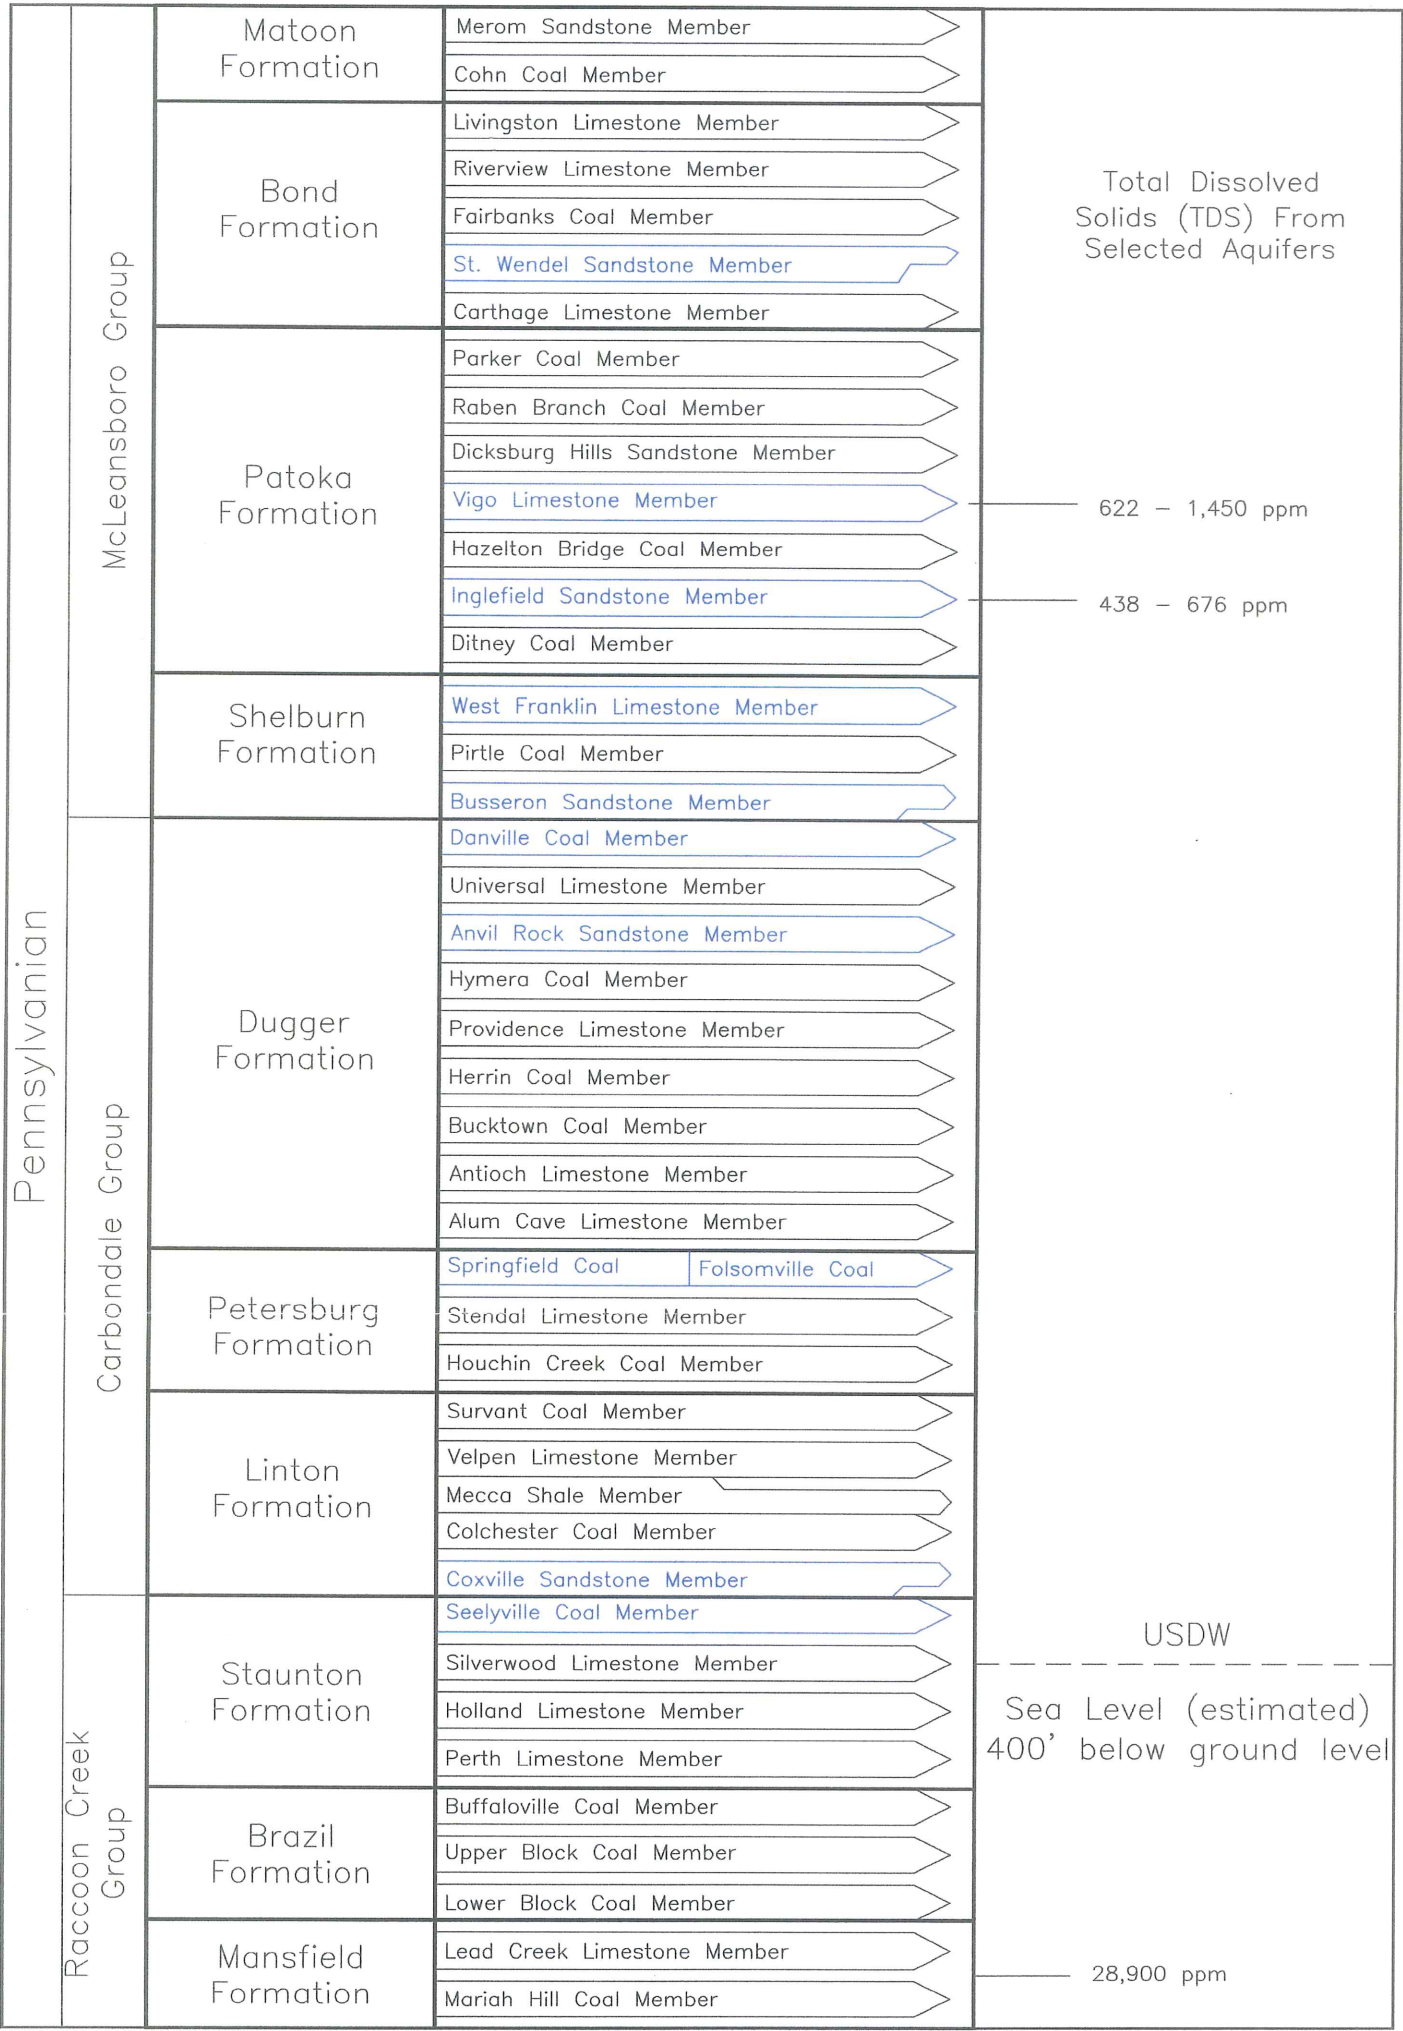 Pennsylvanian
McLeansboro Group
Matoon
Formation
Merom Sandstone Member
Cohn Coal Member
Bond
Formation
Livingston Limestone Member
Riverview Limestone Member
Fairbanks Coal Member
St. Wendel Sandstone Member
Carthage Limestone Member
Patoka
Formation
Parker Coal Member
Raben Branch Coal Member
Dicksburg Hills Sandstone Member
Vigo Limestone Member
Hazelton Bridge Coal Member
Inglefield Sandstone Member
Ditney Coal Member
Shelburn
Formation
West Franklin Limestone Member
Pirtle Coal Member
Busseron Sandstone Member
Carbondale Group
Dugger
Formation
Danville Coal Member
Universal Limestone Member
Anvil Rock Sandstone Member
Hymera Coal Member
Providence Limestone Member
Herrin Coal Member
Bucktown Coal Member
Antioch Limestone Member
Alum Cave Limestone Member
Petersburg
Formation
Springfield Coal Folsomville Coal
Stendal Limestone Member
Houchin Creek Coal Member
Linton
Formation
Survant Coal Member
Velpen Limestone Member
Mecca Shale Member
Colchester Coal Member
Coxville Sandstone Member
Raccoon Creek
Group
Staunton
Formation
Seelyville Coal Member
Silverwood Limestone Member
Holland Limestone Member
Perth Limestone Member
Brazil
Formation
Buffaloville Coal Member
Upper Block Coal Member
Lower Block Coal Member
Mansfield
Formation
Lead Creek Limestone Member
Mariah Hill Coal Member
Total Dissolved
Solids (TDS) From
Selected Aquifers
622 – 1,450 ppm
438 – 676 ppm
USDW
Sea Level (estimated)
400' below ground level
28,900 ppm